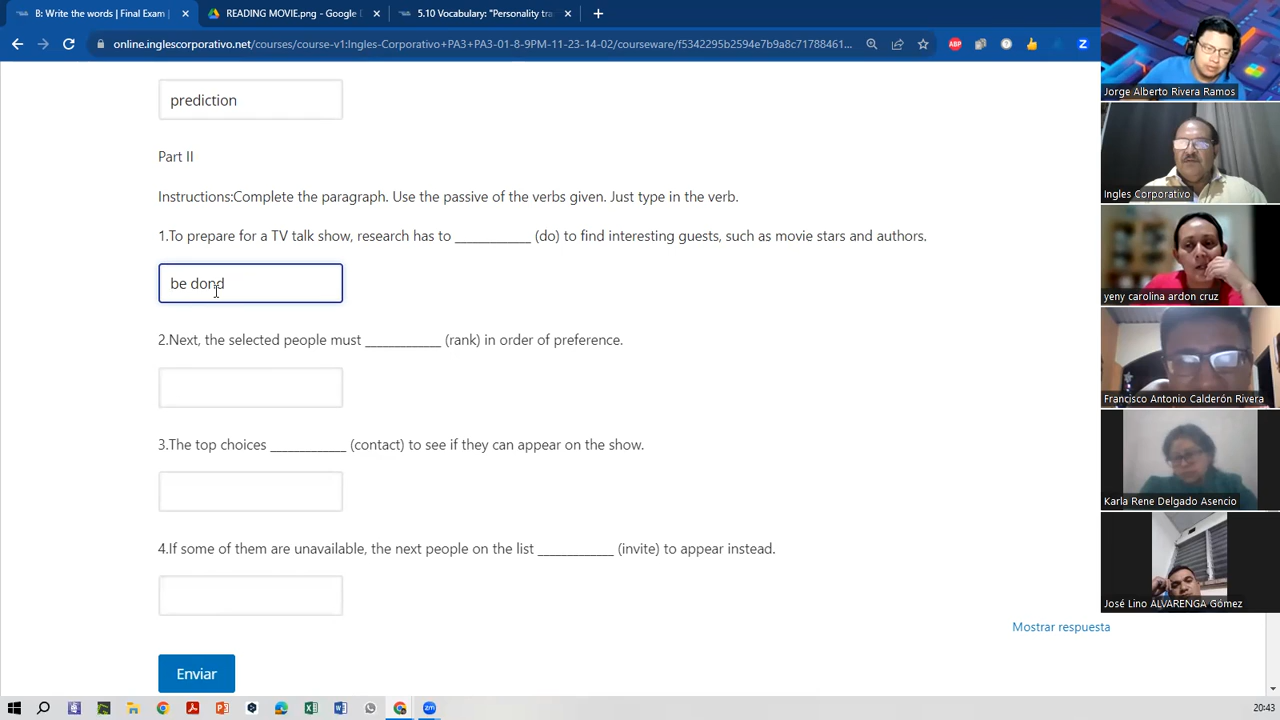 B: Write the words | Final Exam |
READING MOVIE.png - Google
5.10 Vocabulary: "Personality tra
online.inglescorporativo.net/courses/course-v1:Ingles-Corporativo+PA3+PA3-01-8-9PM-11-23-14-02/courseware/f5342295b2594e7b9a8c71788461...
ABP
Z
prediction
Part II
Instructions:Complete the paragraph. Use the passive of the verbs given. Just type in the verb.
1.To prepare for a TV talk show, research has to ____________ (do) to find interesting guests, such as movie stars and authors.
be dond
2.Next, the selected people must ____________ (rank) in order of preference.
3.The top choices ____________ (contact) to see if they can appear on the show.
4.If some of them are unavailable, the next people on the list ____________ (invite) to appear instead.
Mostrar respuesta
Enviar
Jorge Alberto Rivera Ramos
Ingles Corporativo
yeny carolina ardon cruz
Francisco Antonio Calderón Rivera
Karla Rene Delgado Asencio
José Lino ALVARENGA Gómez
20:43